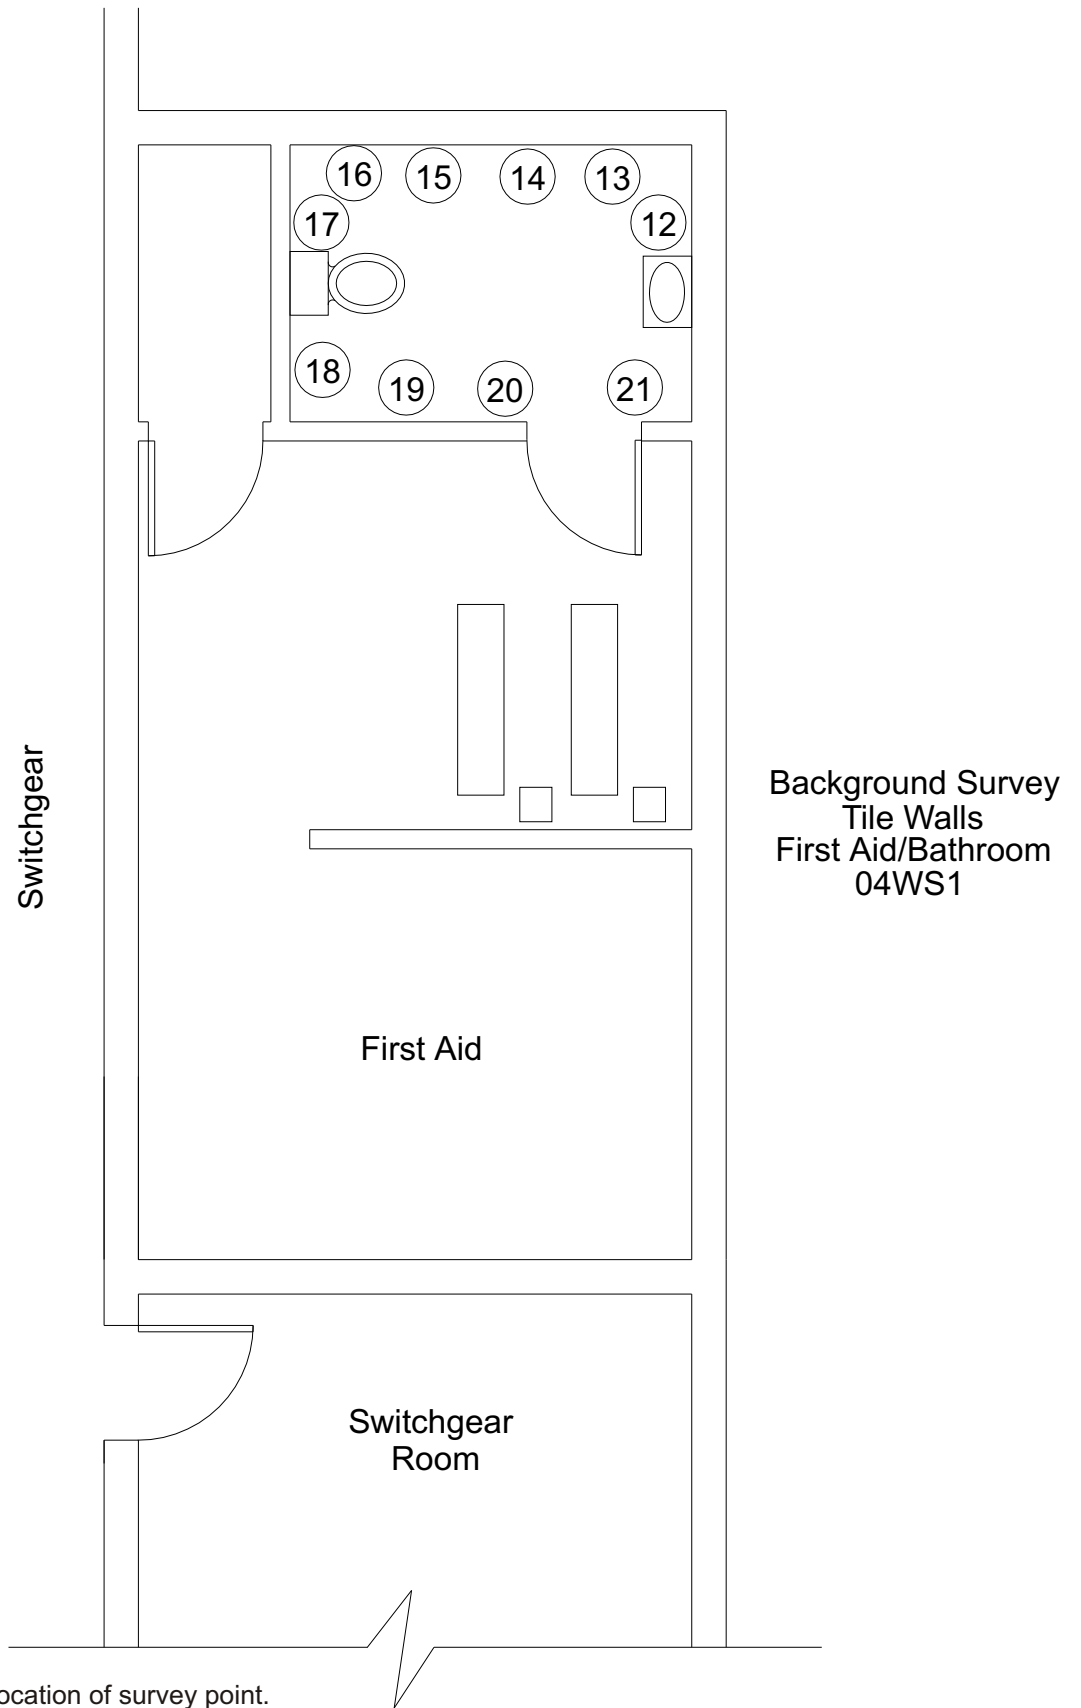 16
15
14
13
17
12
18
19
20
21
Switchgear
Background Survey
Tile Walls
First Aid/Bathroom
04WS1
First Aid
Switchgear
Room
of survey point.